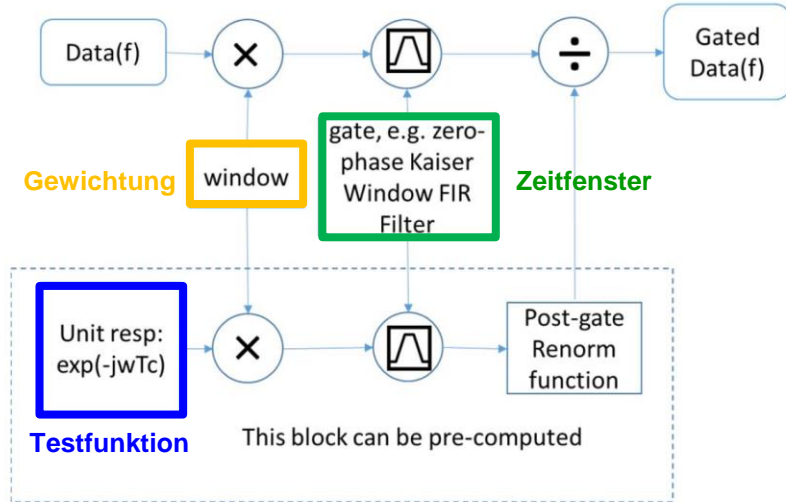 Data(f)
×
÷
Gated
Data(f)
Gewichtung
window
gate, e.g. zero-
phase Kaiser
Window FIR
Filter
Zeitfenster
Unit resp:
exp(-jwTc)
×
Post-gate
Renorm
function
Testfunktion
This block can be pre-computed